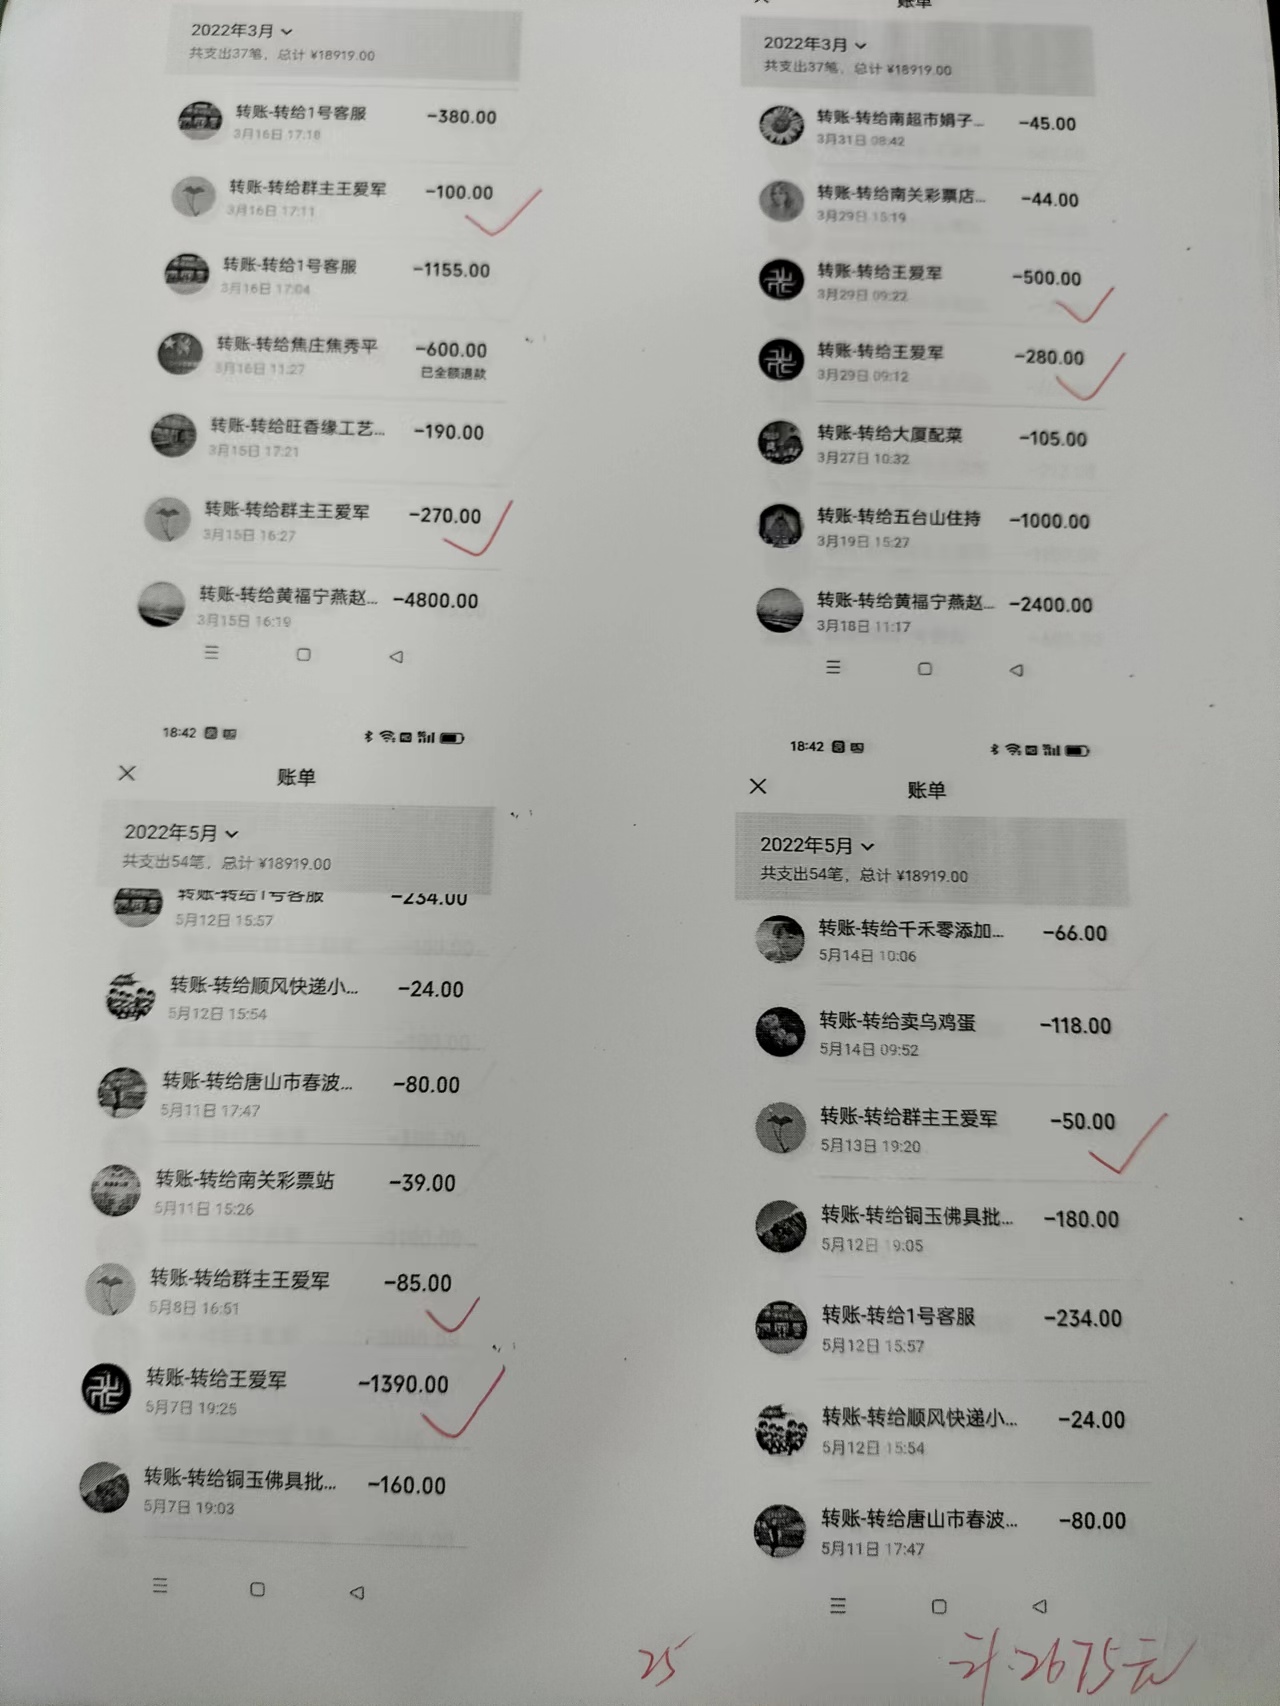 2022年3月
共支出37笔，总计 ¥18919.00
转账-转给1号客服 -380.00
3月16日 17:18
转账-转给群主王爱军 -100.00
3月16日 17:11
转账-转给1号客服 -1155.00
3月16日 17:04
转账-转给焦庄焦秀平 -600.00
3月16日 11:27 已全额退款
转账-转给旺香缘工艺... -190.00
3月15日 17:21
转账-转给群主王爱军 -270.00
3月15日 16:27
转账-转给黄福宁燕赵... -4800.00
3月15日 16:19
账单
2022年3月
共支出37笔，总计 ¥18919.00
转账-转给南超市娟子... -45.00
3月31日 08:42
转账-转给南关彩票店... -44.00
3月29日 15:19
转账-转给王爱军 -500.00
3月29日 09:22
转账-转给王爱军 -280.00
3月29日 09:12
转账-转给大厦配菜 -105.00
3月27日 10:32
转账-转给五台山住持 -1000.00
3月19日 15:27
转账-转给黄福宁燕赵... -2400.00
3月18日 11:17
18:42
账单
2022年5月
共支出54笔，总计 ¥18919.00
转账-转给1号客服 -234.00
5月12日 15:57
转账-转给顺风快递小... -24.00
5月12日 15:54
转账-转给唐山市春波... -80.00
5月11日 17:47
转账-转给南关彩票站 -39.00
5月11日 15:26
转账-转给群主王爱军 -85.00
5月8日 16:51
转账-转给王爱军 -1390.00
5月7日 19:25
转账-转给铜玉佛具批... -160.00
5月7日 19:03
18:42
账单
2022年5月
共支出54笔，总计 ¥18919.00
转账-转给千禾零添加... -66.00
5月14日 10:06
转账-转给卖乌鸡蛋 -118.00
5月14日 09:52
转账-转给群主王爱军 -50.00
5月13日 19:20
转账-转给铜玉佛具批... -180.00
5月12日 19:05
转账-转给1号客服 -234.00
5月12日 15:57
转账-转给顺风快递小... -24.00
5月12日 15:54
转账-转给唐山市春波... -80.00
5月11日 17:47
25 计.2675元